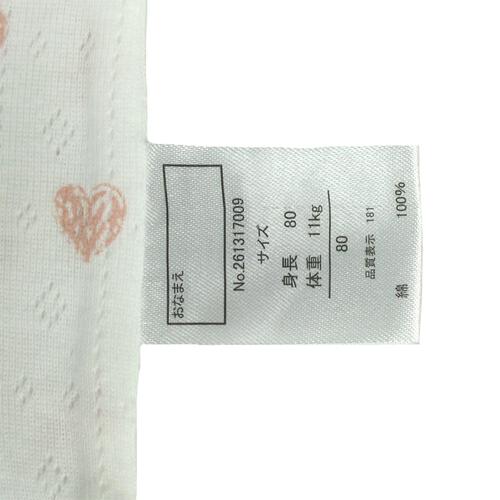 おなまえ
No.261317009
サイズ
身長 80
体重 11kg
80
品質表示 181
綿 100%